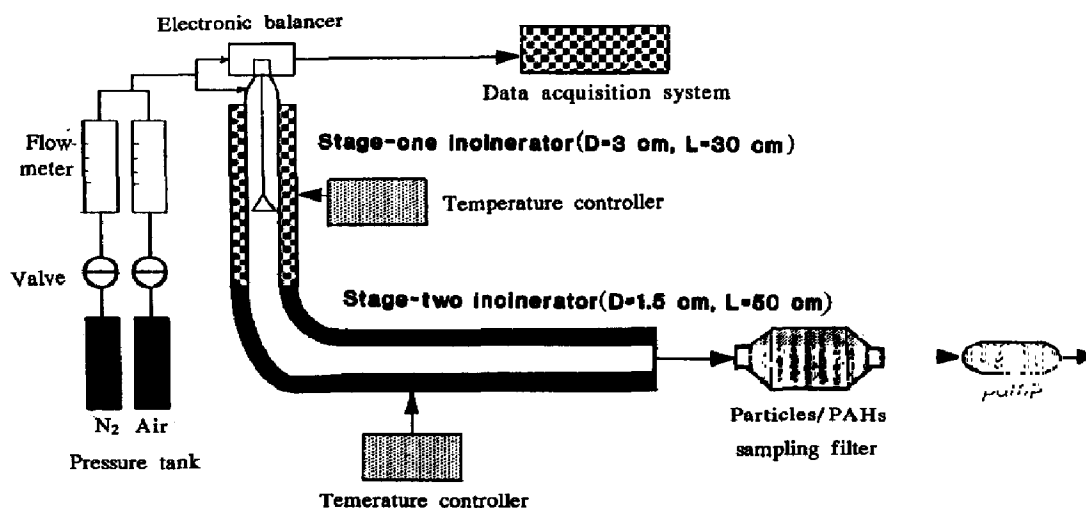 Electronic balancer
Data acquisition system
Flow-
meter
Stage-one incinerator(D=3 cm, L=30 cm)
Temperature controller
Valve
Stage-two incinerator(D=1.5 cm, L=50 cm)
N₂ Air
Pressure tank
Particles/PAHs
sampling filter
pump
Temerature controller